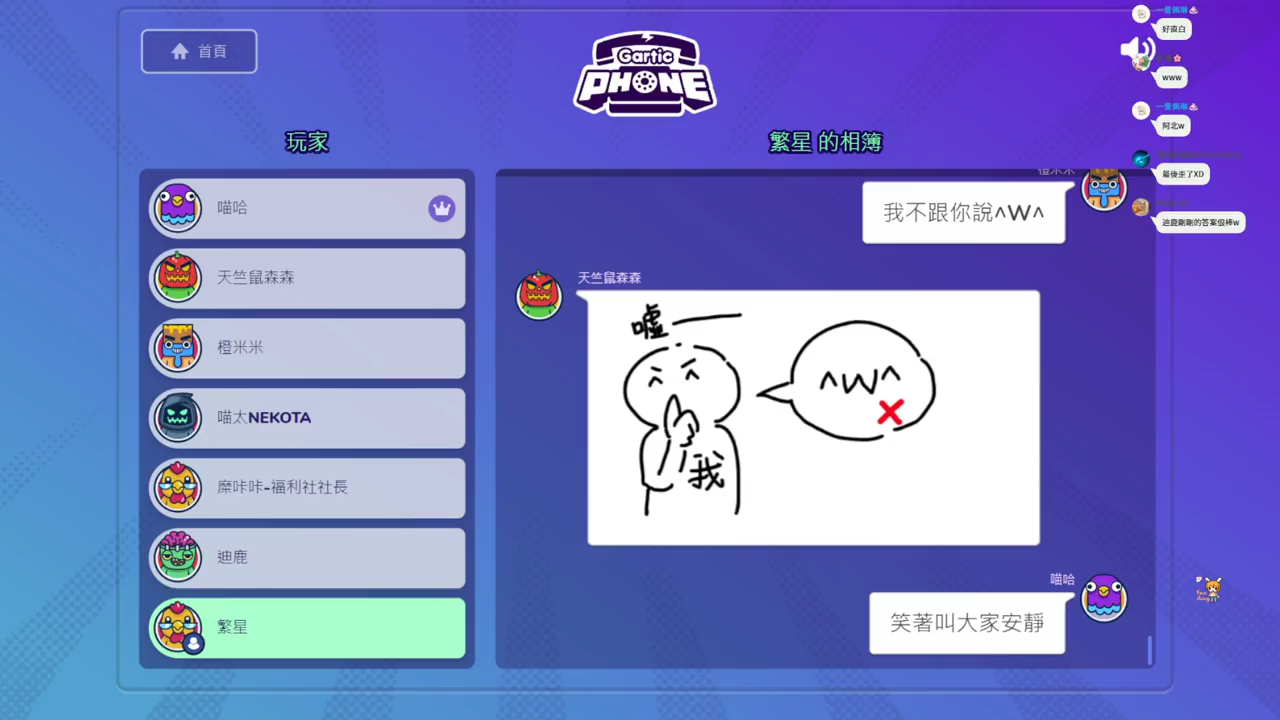 首頁
Gartic
PHONE
玩家
繁星 的相簿
喵哈
天竺鼠森森
橙米米
喵太NEKOTA
糜咔咔-福利社社長
迪鹿
繁星
橙米米
我不跟你說^W^
天竺鼠森森
噓一
^W^
我
喵哈
笑著叫大家安靜
好直白
www
阿北w
最後歪了XD
迪鹿剛剛的答案很棒w